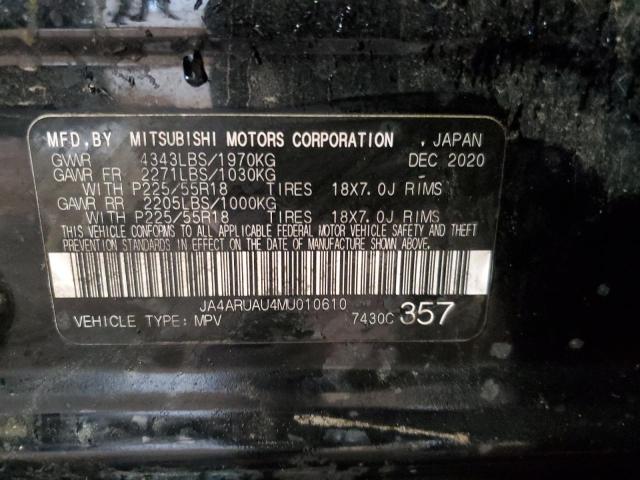 MFD.BY MITSUBISHI MOTORS CORPORATION , JAPAN
GVWR 4343LBS/1970KG DEC 2020
GAWR FR 2271LBS/1030KG
WITH P225/55R18 TIRES 18X7.0J RIMS
GAWR RR 2205LBS/1000KG
WITH P225/55R18 TIRES 18X7.0J RIMS
THIS VEHICLE CONFORMS TO ALL APPLICABLE FEDERAL MOTOR VEHICLE SAFETY AND THEFT
PREVENTION STANDARDS IN EFFECT ON THE DATE OF MANUFACTURE SHOWN ABOVE.
JA4ARUAU4MU010610
VEHICLE TYPE: MPV 7430C 357